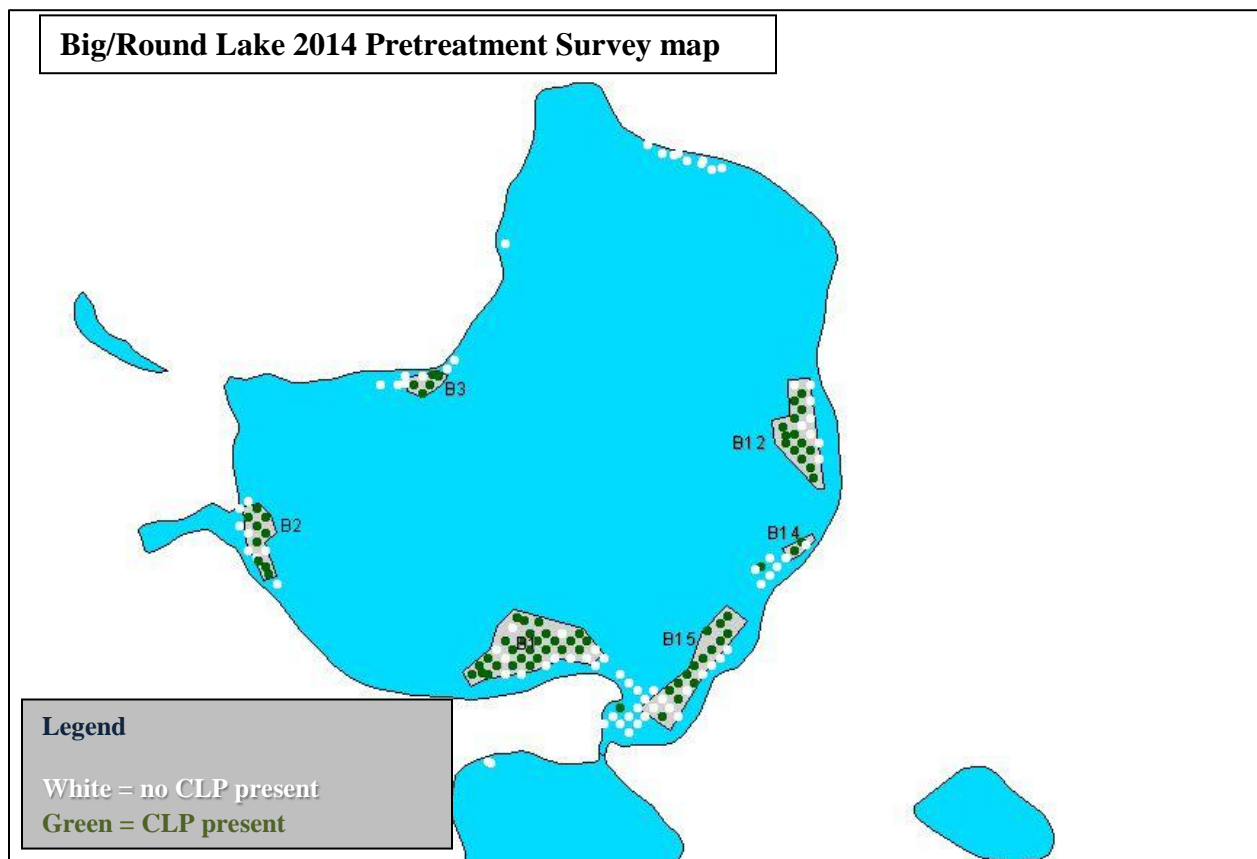 Big/Round Lake 2014 Pretreatment Survey map
B3
B12
B2
B14
B1
B15
Legend
White = no CLP present
Green = CLP present